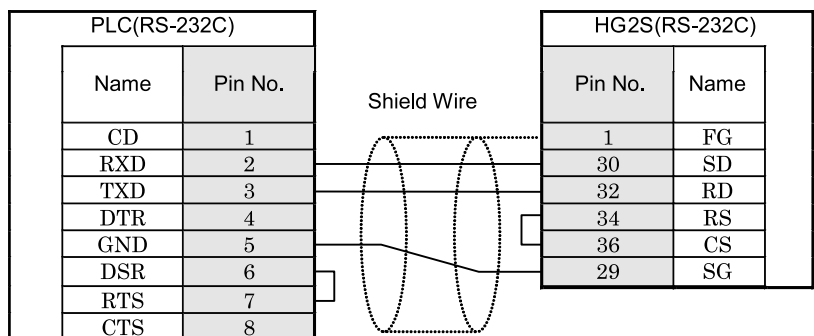 PLC(RS-232C) HG2S(RS-232C)
Name Pin No. Pin No. Name
Shield Wire
CD 1 1 FG
RXD 2 30 SD
TXD 3 32 RD
DTR 4 34 RS
GND 5 36 CS
DSR 6 29 SG
RTS 7
CTS 8